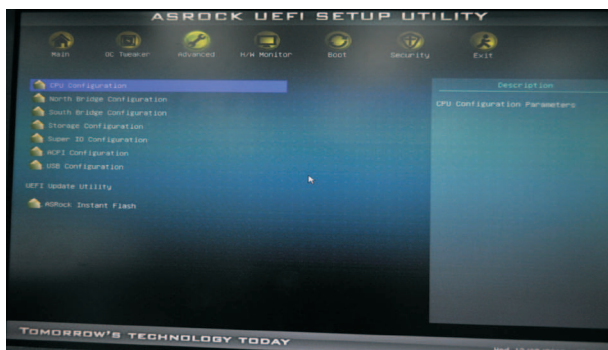 ASROCK UEFI SETUP UTILITY
Main OC Tweaker Advanced H/W Monitor Boot Security Exit
CPU Configuration
North Bridge Configuration
South Bridge Configuration
Storage Configuration
Super IO Configuration
ACPI Configuration
USB Configuration
UEFI Update Utility
ASRock Instant Flash
Description
CPU Configuration Parameters
TOMORROW'S TECHNOLOGY TODAY